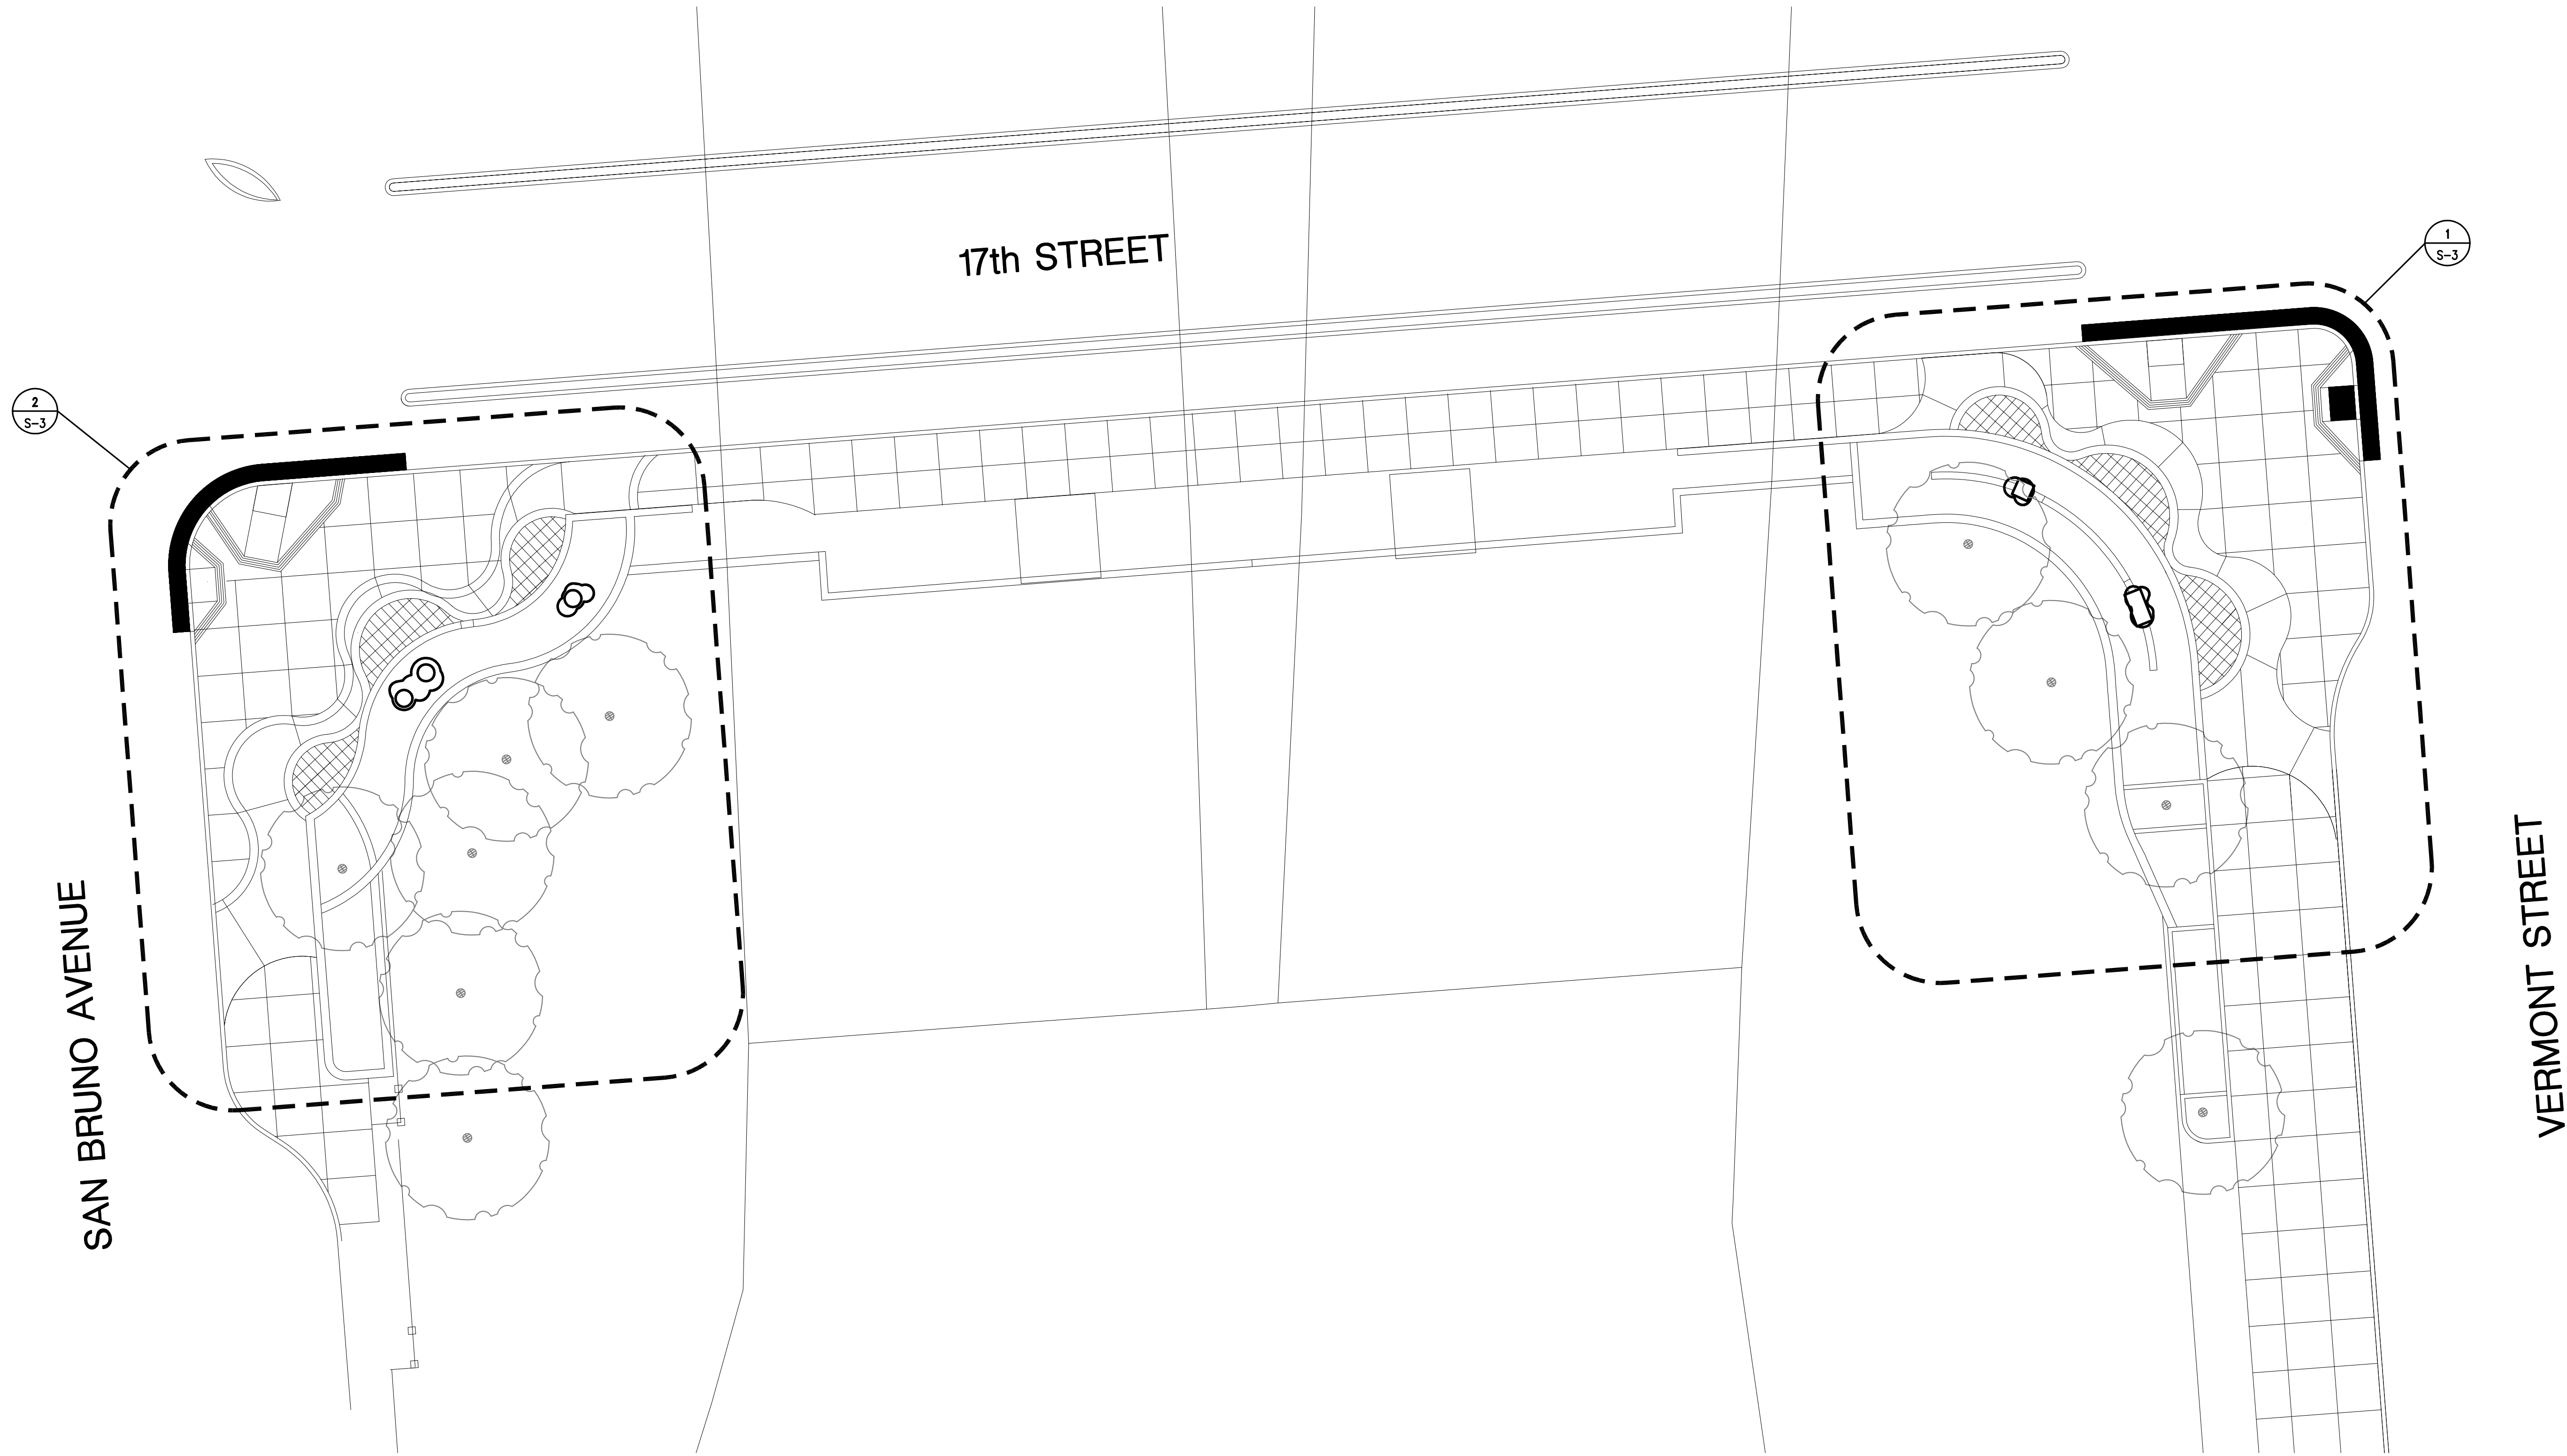 17th STREET
1
S-3
2
S-3
SAN BRUNO AVENUE
VERMONT STREET